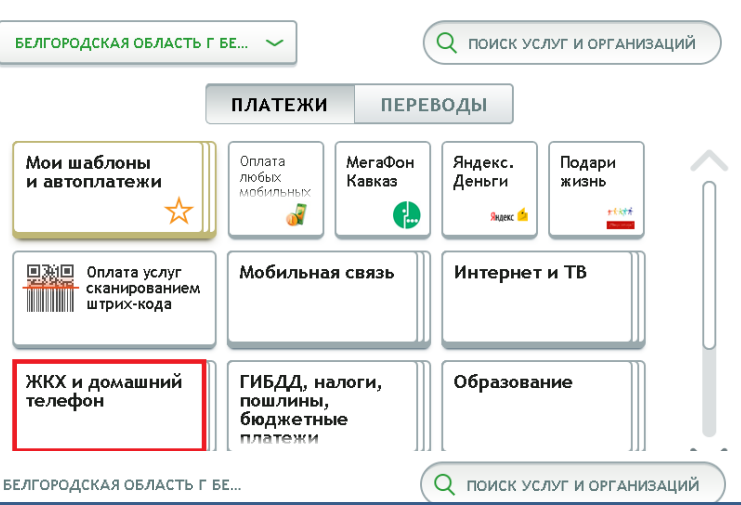 БЕЛГОРОДСКАЯ ОБЛАСТЬ Г БЕ...
ПОИСК УСЛУГ И ОРГАНИЗАЦИЙ
ПЛАТЕЖИ
ПЕРЕВОДЫ
Мои шаблоны
и автоплатежи
Оплата
любых
мобильных
МегаФон
Кавказ
Яндекс.
Деньги
Яндекс
Подари
жизнь
Оплата услуг
сканированием
штрих-кода
Мобильная связь
Интернет и ТВ
ЖКХ и домашний
телефон
ГИБДД, налоги,
пошлины,
бюджетные
платежи
Образование
БЕЛГОРОДСКАЯ ОБЛАСТЬ Г БЕ...
ПОИСК УСЛУГ И ОРГАНИЗАЦИЙ